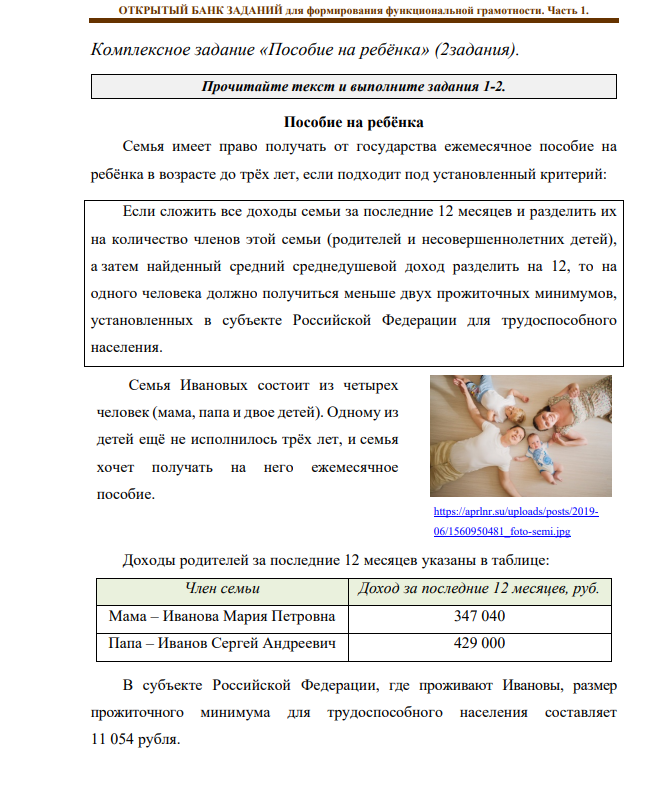 ОТКРЫТЫЙ БАНК ЗАДАНИЙ для формирования функциональной грамотности. Часть 1.
Комплексное задание «Пособие на ребёнка» (2задания).
Прочитайте текст и выполните задания 1-2.
Пособие на ребёнка
Семья имеет право получать от государства ежемесячное пособие на
ребёнка в возрасте до трёх лет, если подходит под установленный критерий:
Если сложить все доходы семьи за последние 12 месяцев и разделить их
на количество членов этой семьи (родителей и несовершеннолетних детей),
а затем найденный средний среднедушевой доход разделить на 12, то на
одного человека должно получиться меньше двух прожиточных минимумов,
установленных в субъекте Российской Федерации для трудоспособного
населения.
Семья Ивановых состоит из четырех
человек (мама, папа и двое детей). Одному из
детей ещё не исполнилось трёх лет, и семья
хочет получать на него ежемесячное
пособие.
https://aprlnr.su/uploads/posts/2019-
06/1560950481_foto-semi.jpg
Доходы родителей за последние 12 месяцев указаны в таблице:
Член семьи Доход за последние 12 месяцев, руб.
Мама – Иванова Мария Петровна 347 040
Папа – Иванов Сергей Андреевич 429 000
В субъекте Российской Федерации, где проживают Ивановы, размер
прожиточного минимума для трудоспособного населения составляет
11 054 рубля.